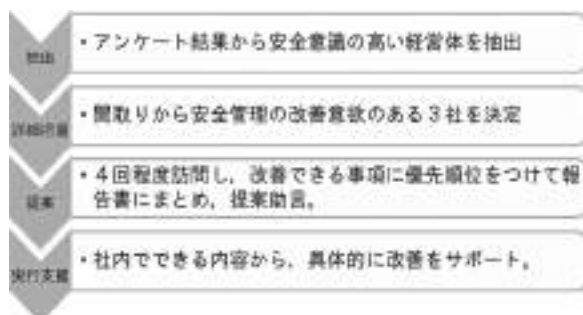 抽出
・アンケート結果から安全意識の高い経営体を抽出
・聞取りから安全管理の改善意欲のある3社を決定
提案
・4回程度訪問し，改善できる事項に優先順位をつけて報
告書にまとめ，提案助言。
実行支援
・社内でできる内容から，具体的に改善をサポート。